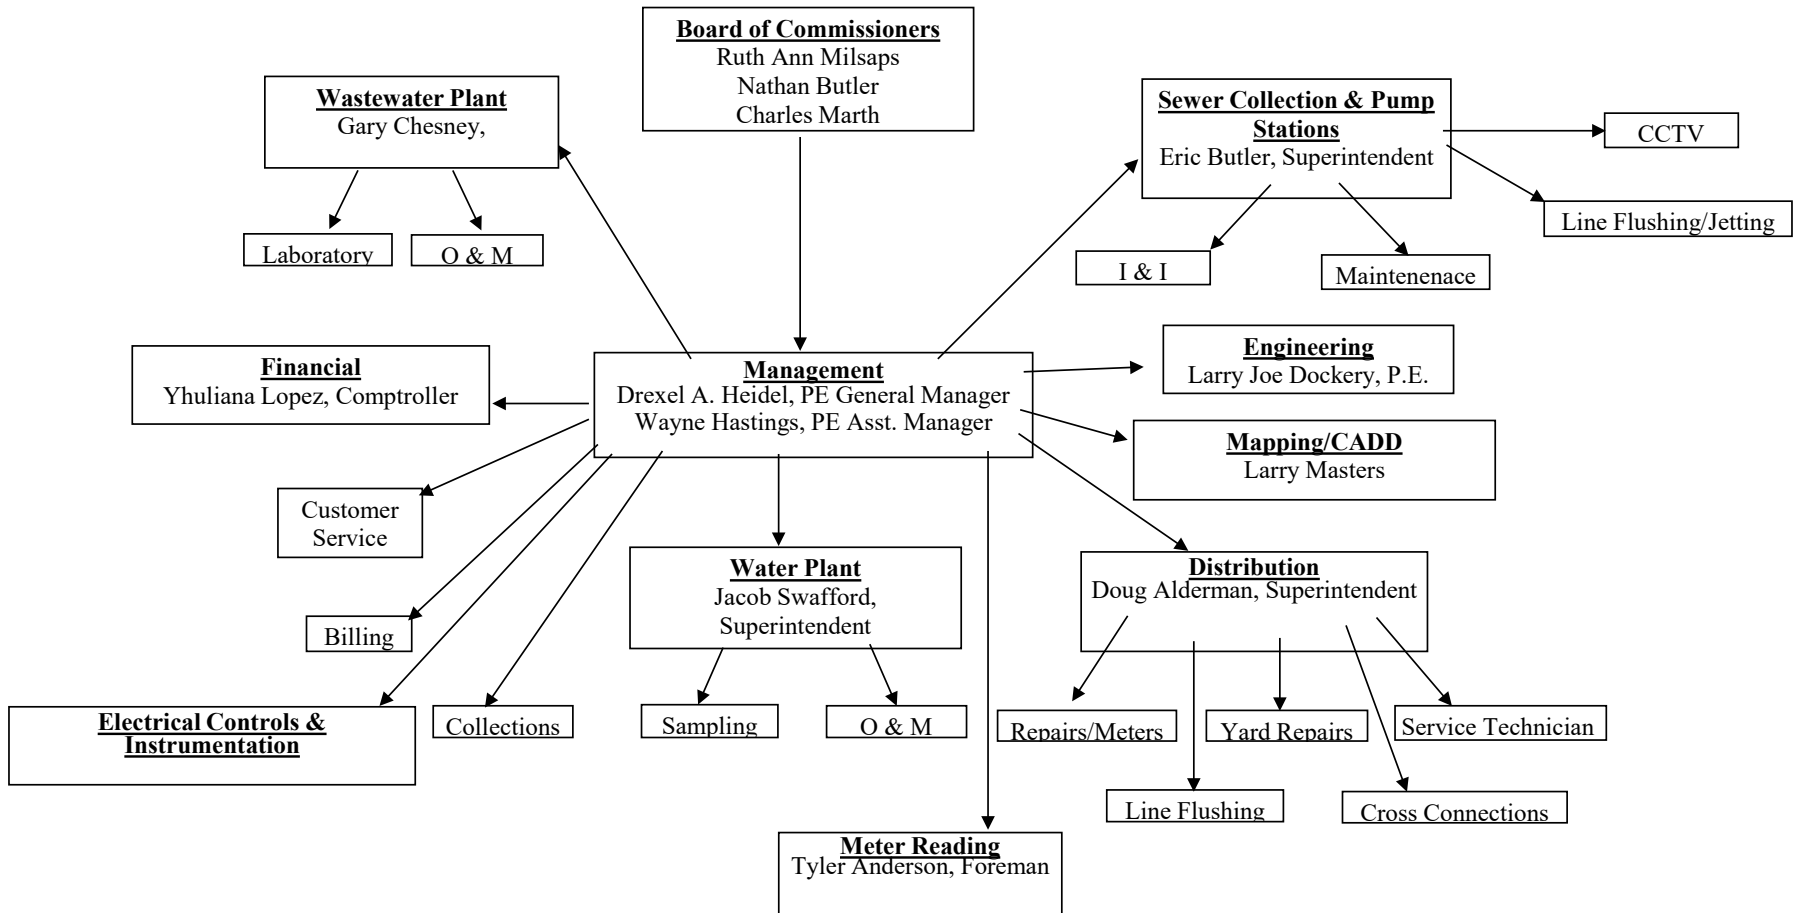 Board of Commissioners
Ruth Ann Milsaps
Nathan Butler
Charles Marth
Wastewater Plant
Gary Chesney,
Sewer Collection & Pump
Stations
Eric Butler, Superintendent
CCTV
Line Flushing/Jetting
Laboratory
O & M
I & I
Maintenenace
Financial
Yhuliana Lopez, Comptroller
Management
Drexel A. Heidel, PE General Manager
Wayne Hastings, PE Asst. Manager
Engineering
Larry Joe Dockery, P.E.
Mapping/CADD
Larry Masters
Customer
Service
Water Plant
Jacob Swafford,
Superintendent
Distribution
Doug Alderman, Superintendent
Billing
Electrical Controls &
Instrumentation
Collections
Sampling
O & M
Repairs/Meters
Yard Repairs
Service Technician
Line Flushing
Cross Connections
Meter Reading
Tyler Anderson, Foreman